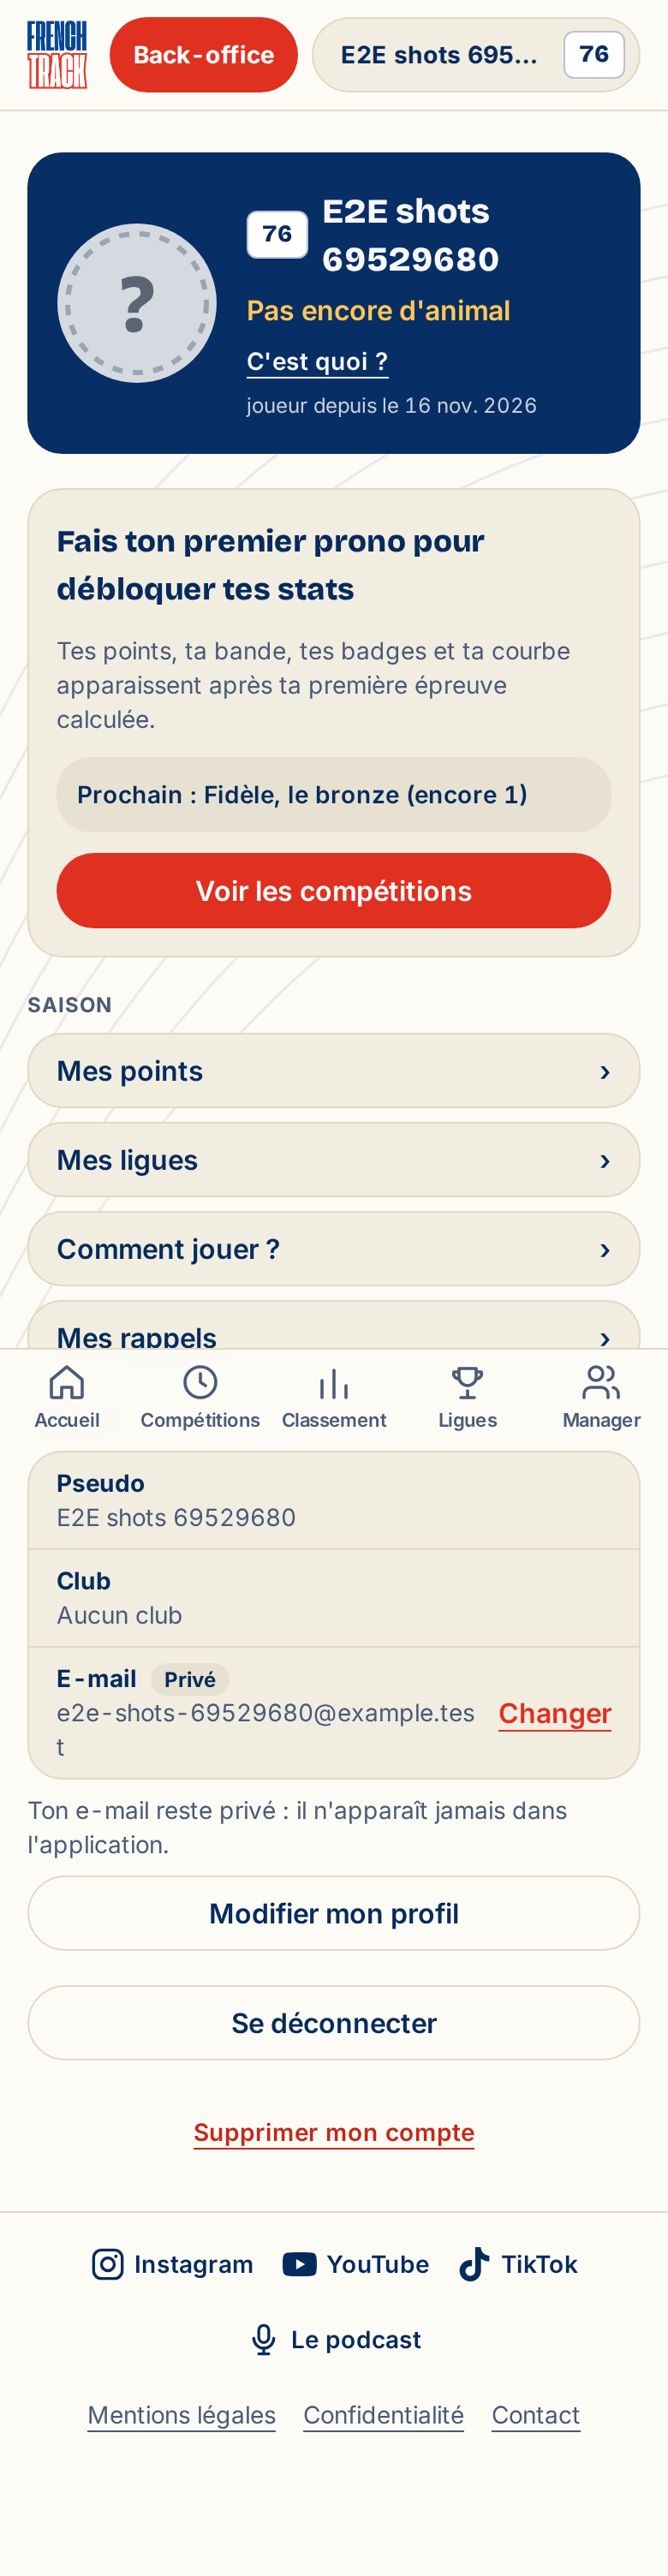 FRENCH
TRACK
Back-office
E2E shots 695... 76
76 E2E shots
69529680
?
Pas encore d'animal
C'est quoi ?
joueur depuis le 16 nov. 2026
Fais ton premier prono pour
débloquer tes stats
Tes points, ta bande, tes badges et ta courbe
apparaissent après ta première épreuve
calculée.
Prochain : Fidèle, le bronze (encore 1)
Voir les compétitions
SAISON
Mes points ›
Mes ligues ›
Comment jouer ? ›
Mes rappels ›
Accueil Compétitions Classement Ligues Manager
Pseudo
E2E shots 69529680
Club
Aucun club
E-mail Privé
e2e-shots-69529680@example.tes
t
Changer
Ton e-mail reste privé : il n'apparaît jamais dans
l'application.
Modifier mon profil
Se déconnecter
Supprimer mon compte
Instagram YouTube TikTok
Le podcast
Mentions légales Confidentialité Contact